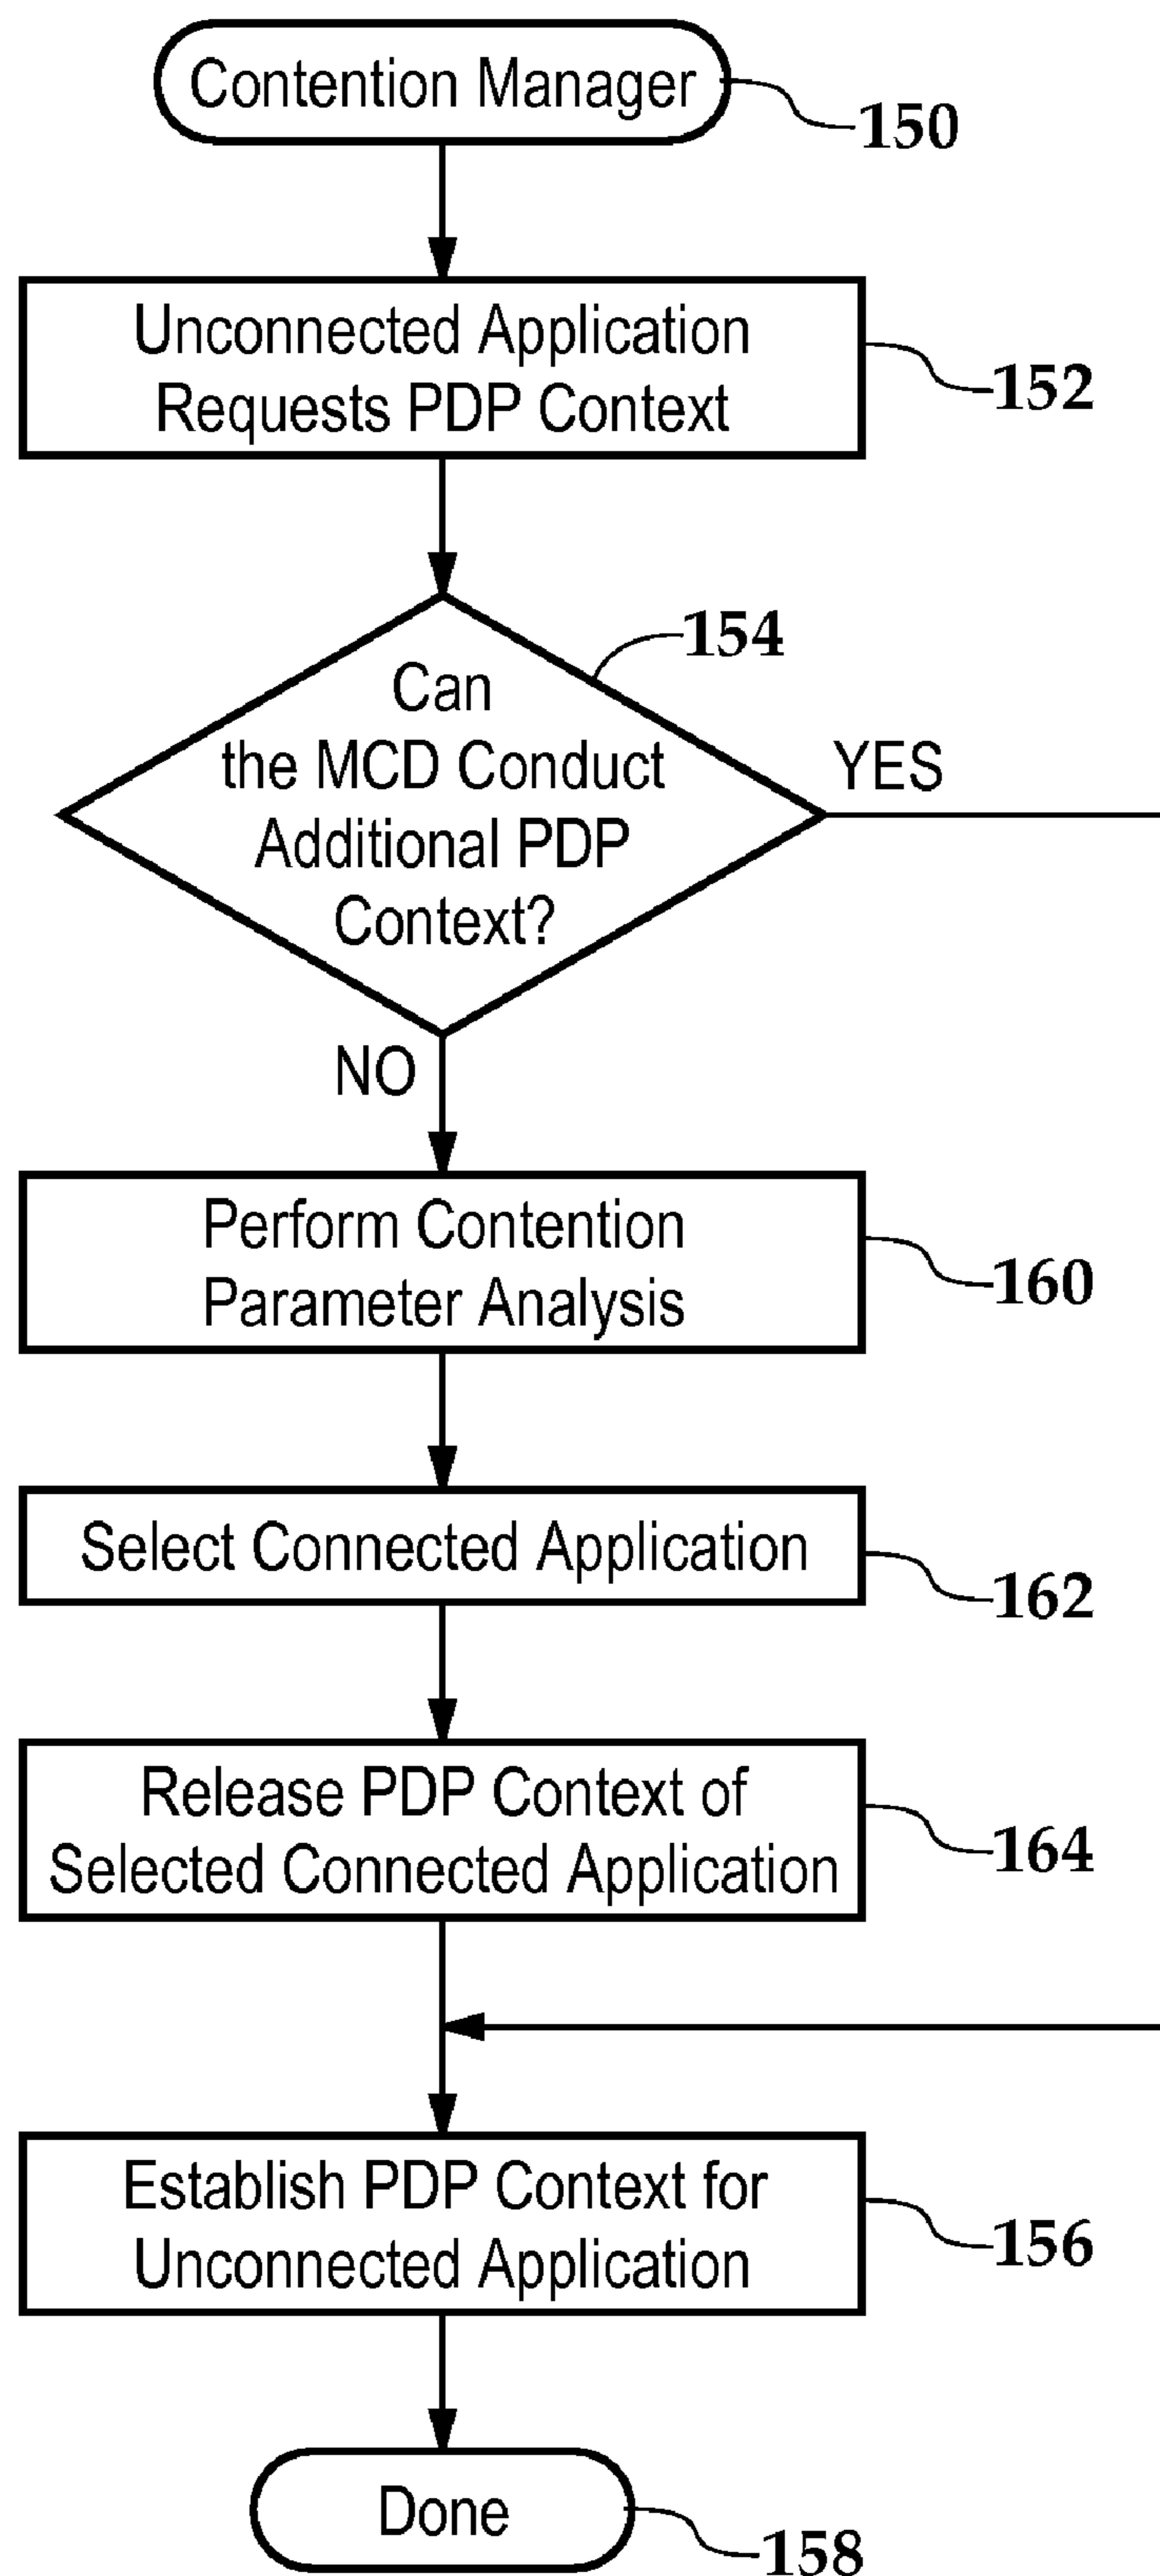 Contention Manager
150
Unconnected Application
Requests PDP Context
152
154
Can
the MCD Conduct
Additional PDP
Context?
YES
NO
Perform Contention
Parameter Analysis
160
Select Connected Application
162
Release PDP Context of
Selected Connected Application
164
Establish PDP Context for
Unconnected Application
156
Done
158